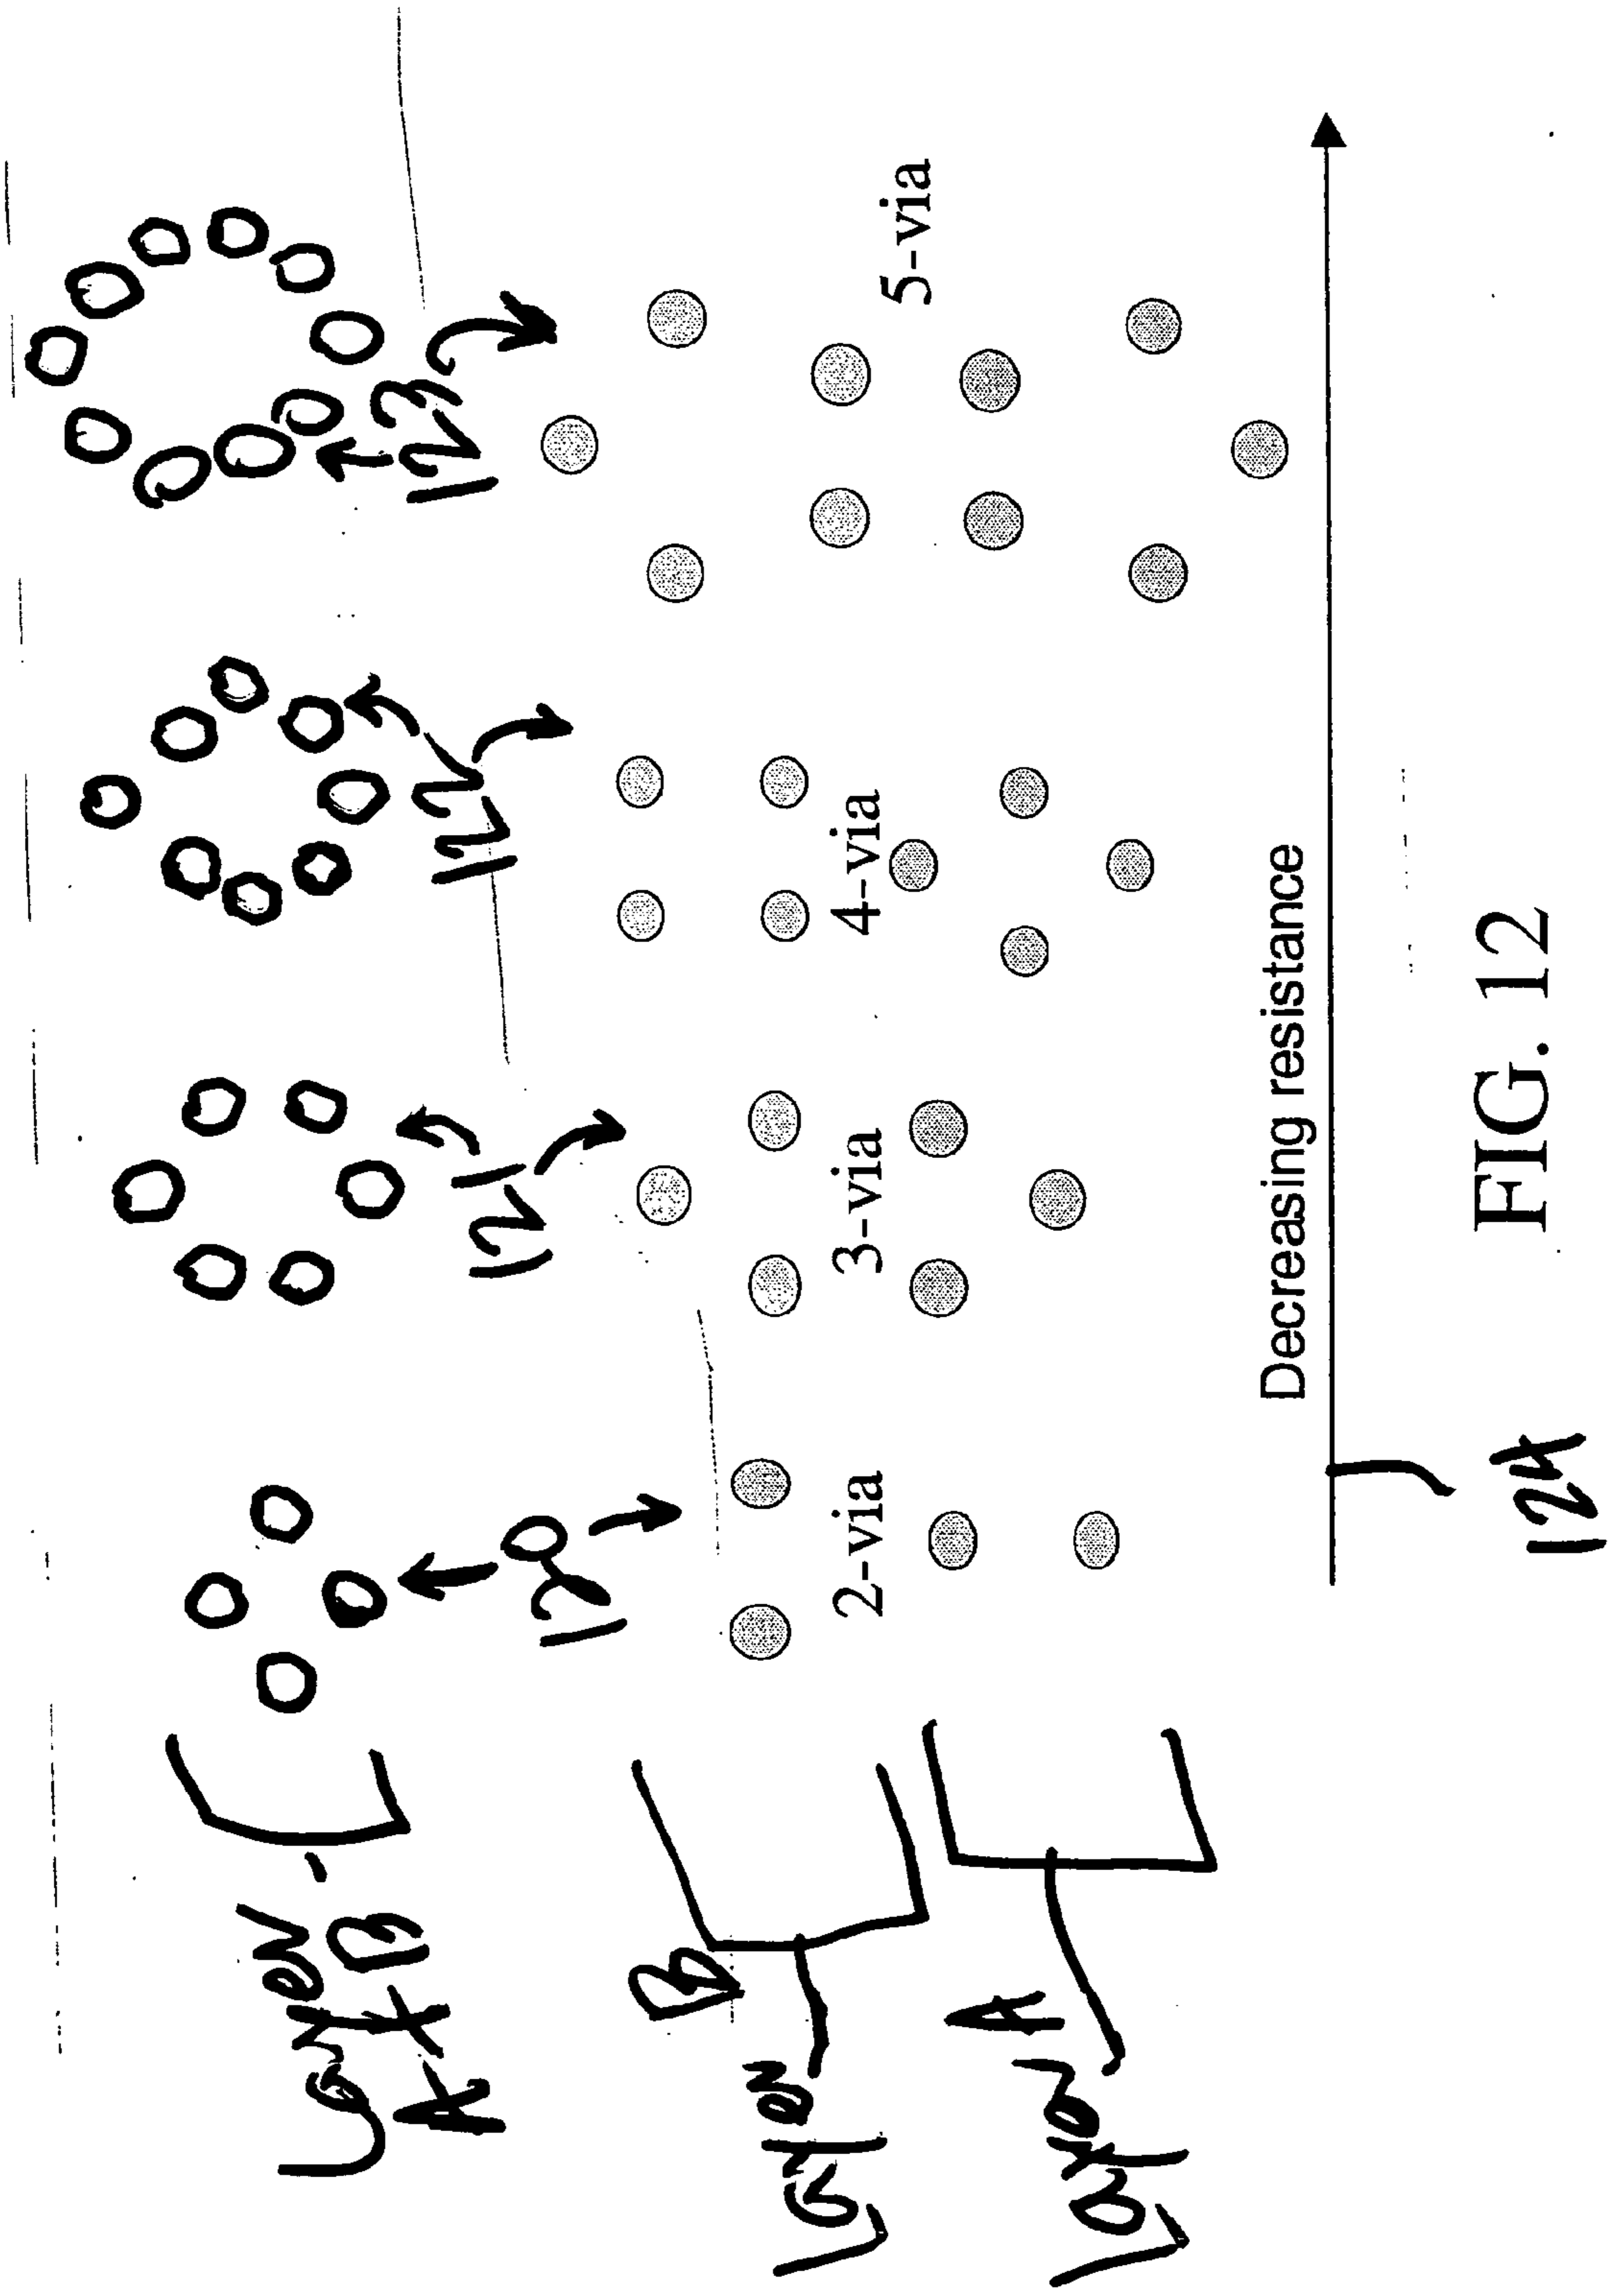 Layer
A + B
120
121
122
123
Layer B
2-via
3-via
4-via
5-via
Layer A
Decreasing resistance
124
FIG. 12